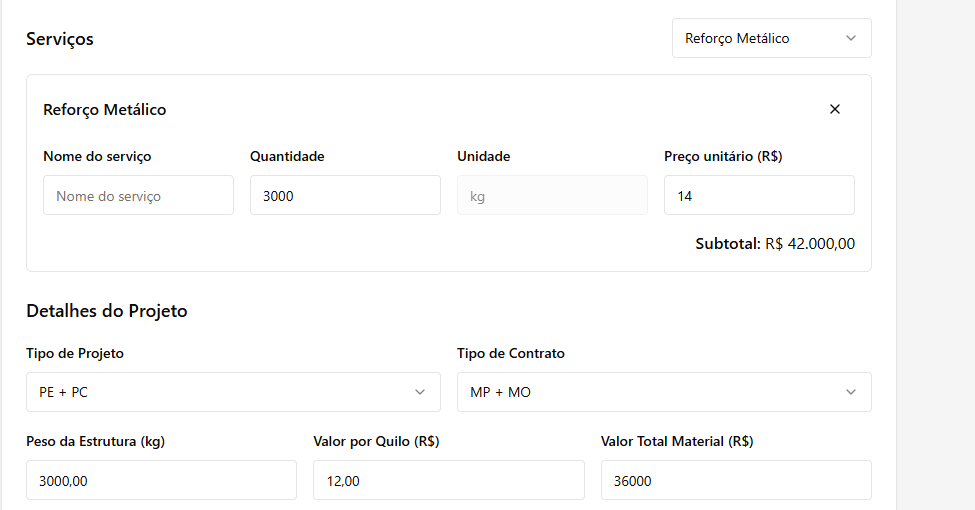 Serviços
Reforço Metálico
Reforço Metálico
Nome do serviço Quantidade Unidade Preço unitário (R$)
Nome do serviço 3000 kg 14
Subtotal: R$ 42.000,00
Detalhes do Projeto
Tipo de Projeto Tipo de Contrato
PE + PC MP + MO
Peso da Estrutura (kg) Valor por Quilo (R$) Valor Total Material (R$)
3000,00 12,00 36000